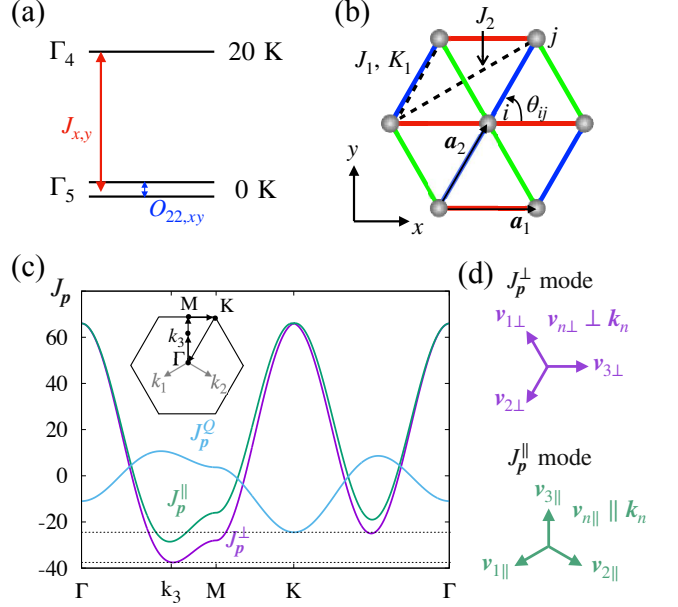 (a)
Γ4
20 K
Jx,y
Γ5
0 K
O22,xy
(b)
J2
J1, K1
j
i
θij
a2
y
x
a1
(c)
Jp
60
40
20
0
-20
-40
M
K
k3
Γ
k1
k2
JpQ
Jp∥
Jp⊥
Γ
k3
M
K
Γ
(d)
Jp⊥ mode
v1⊥
vn⊥ ⊥ kn
v3⊥
v2⊥
Jp∥ mode
v3∥
vn∥ ∥ kn
v1∥
v2∥